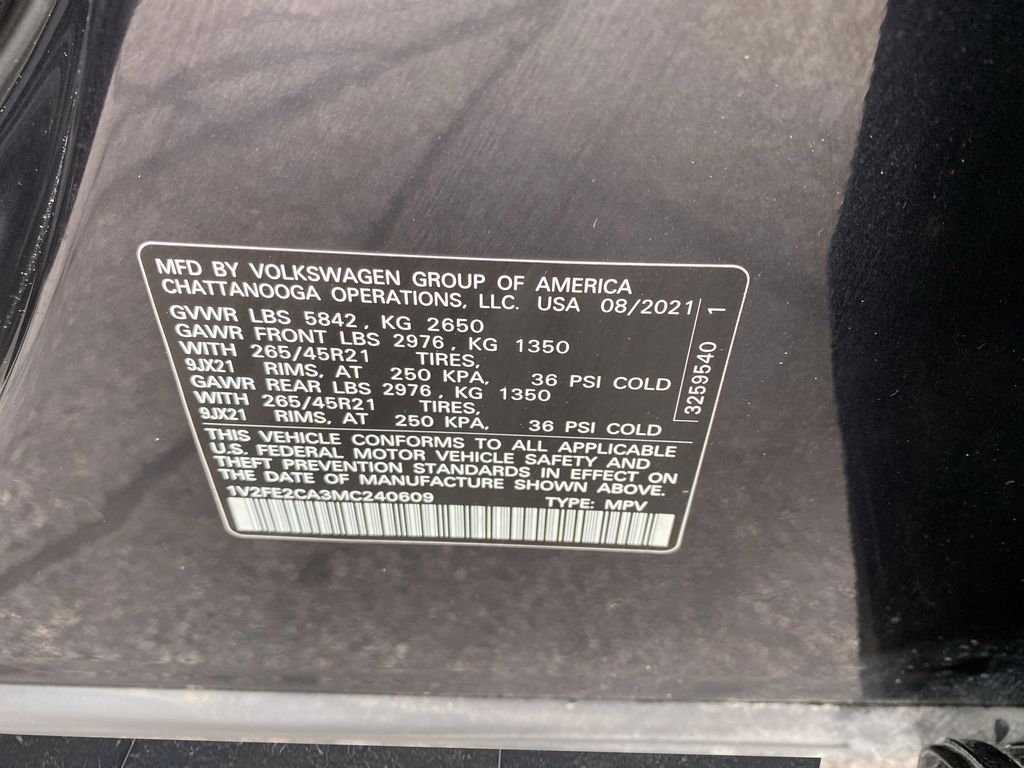 MFD BY VOLKSWAGEN GROUP OF AMERICA
CHATTANOOGA OPERATIONS, LLC. USA 08/2021
GVWR LBS 5842, KG 2650
GAWR FRONT LBS 2976, KG 1350
WITH 265/45R21 TIRES,
9JX21 RIMS, AT 250 KPA, 36 PSI COLD
GAWR REAR LBS 2976, KG 1350
WITH 265/45R21 TIRES,
9JX21 RIMS, AT 250 KPA, 36 PSI COLD
3259540 1
THIS VEHICLE CONFORMS TO ALL APPLICABLE
U.S. FEDERAL MOTOR VEHICLE SAFETY AND
THEFT PREVENTION STANDARDS IN EFFECT ON
THE DATE OF MANUFACTURE SHOWN ABOVE.
1V2FE2CA3MC240609 TYPE: MPV